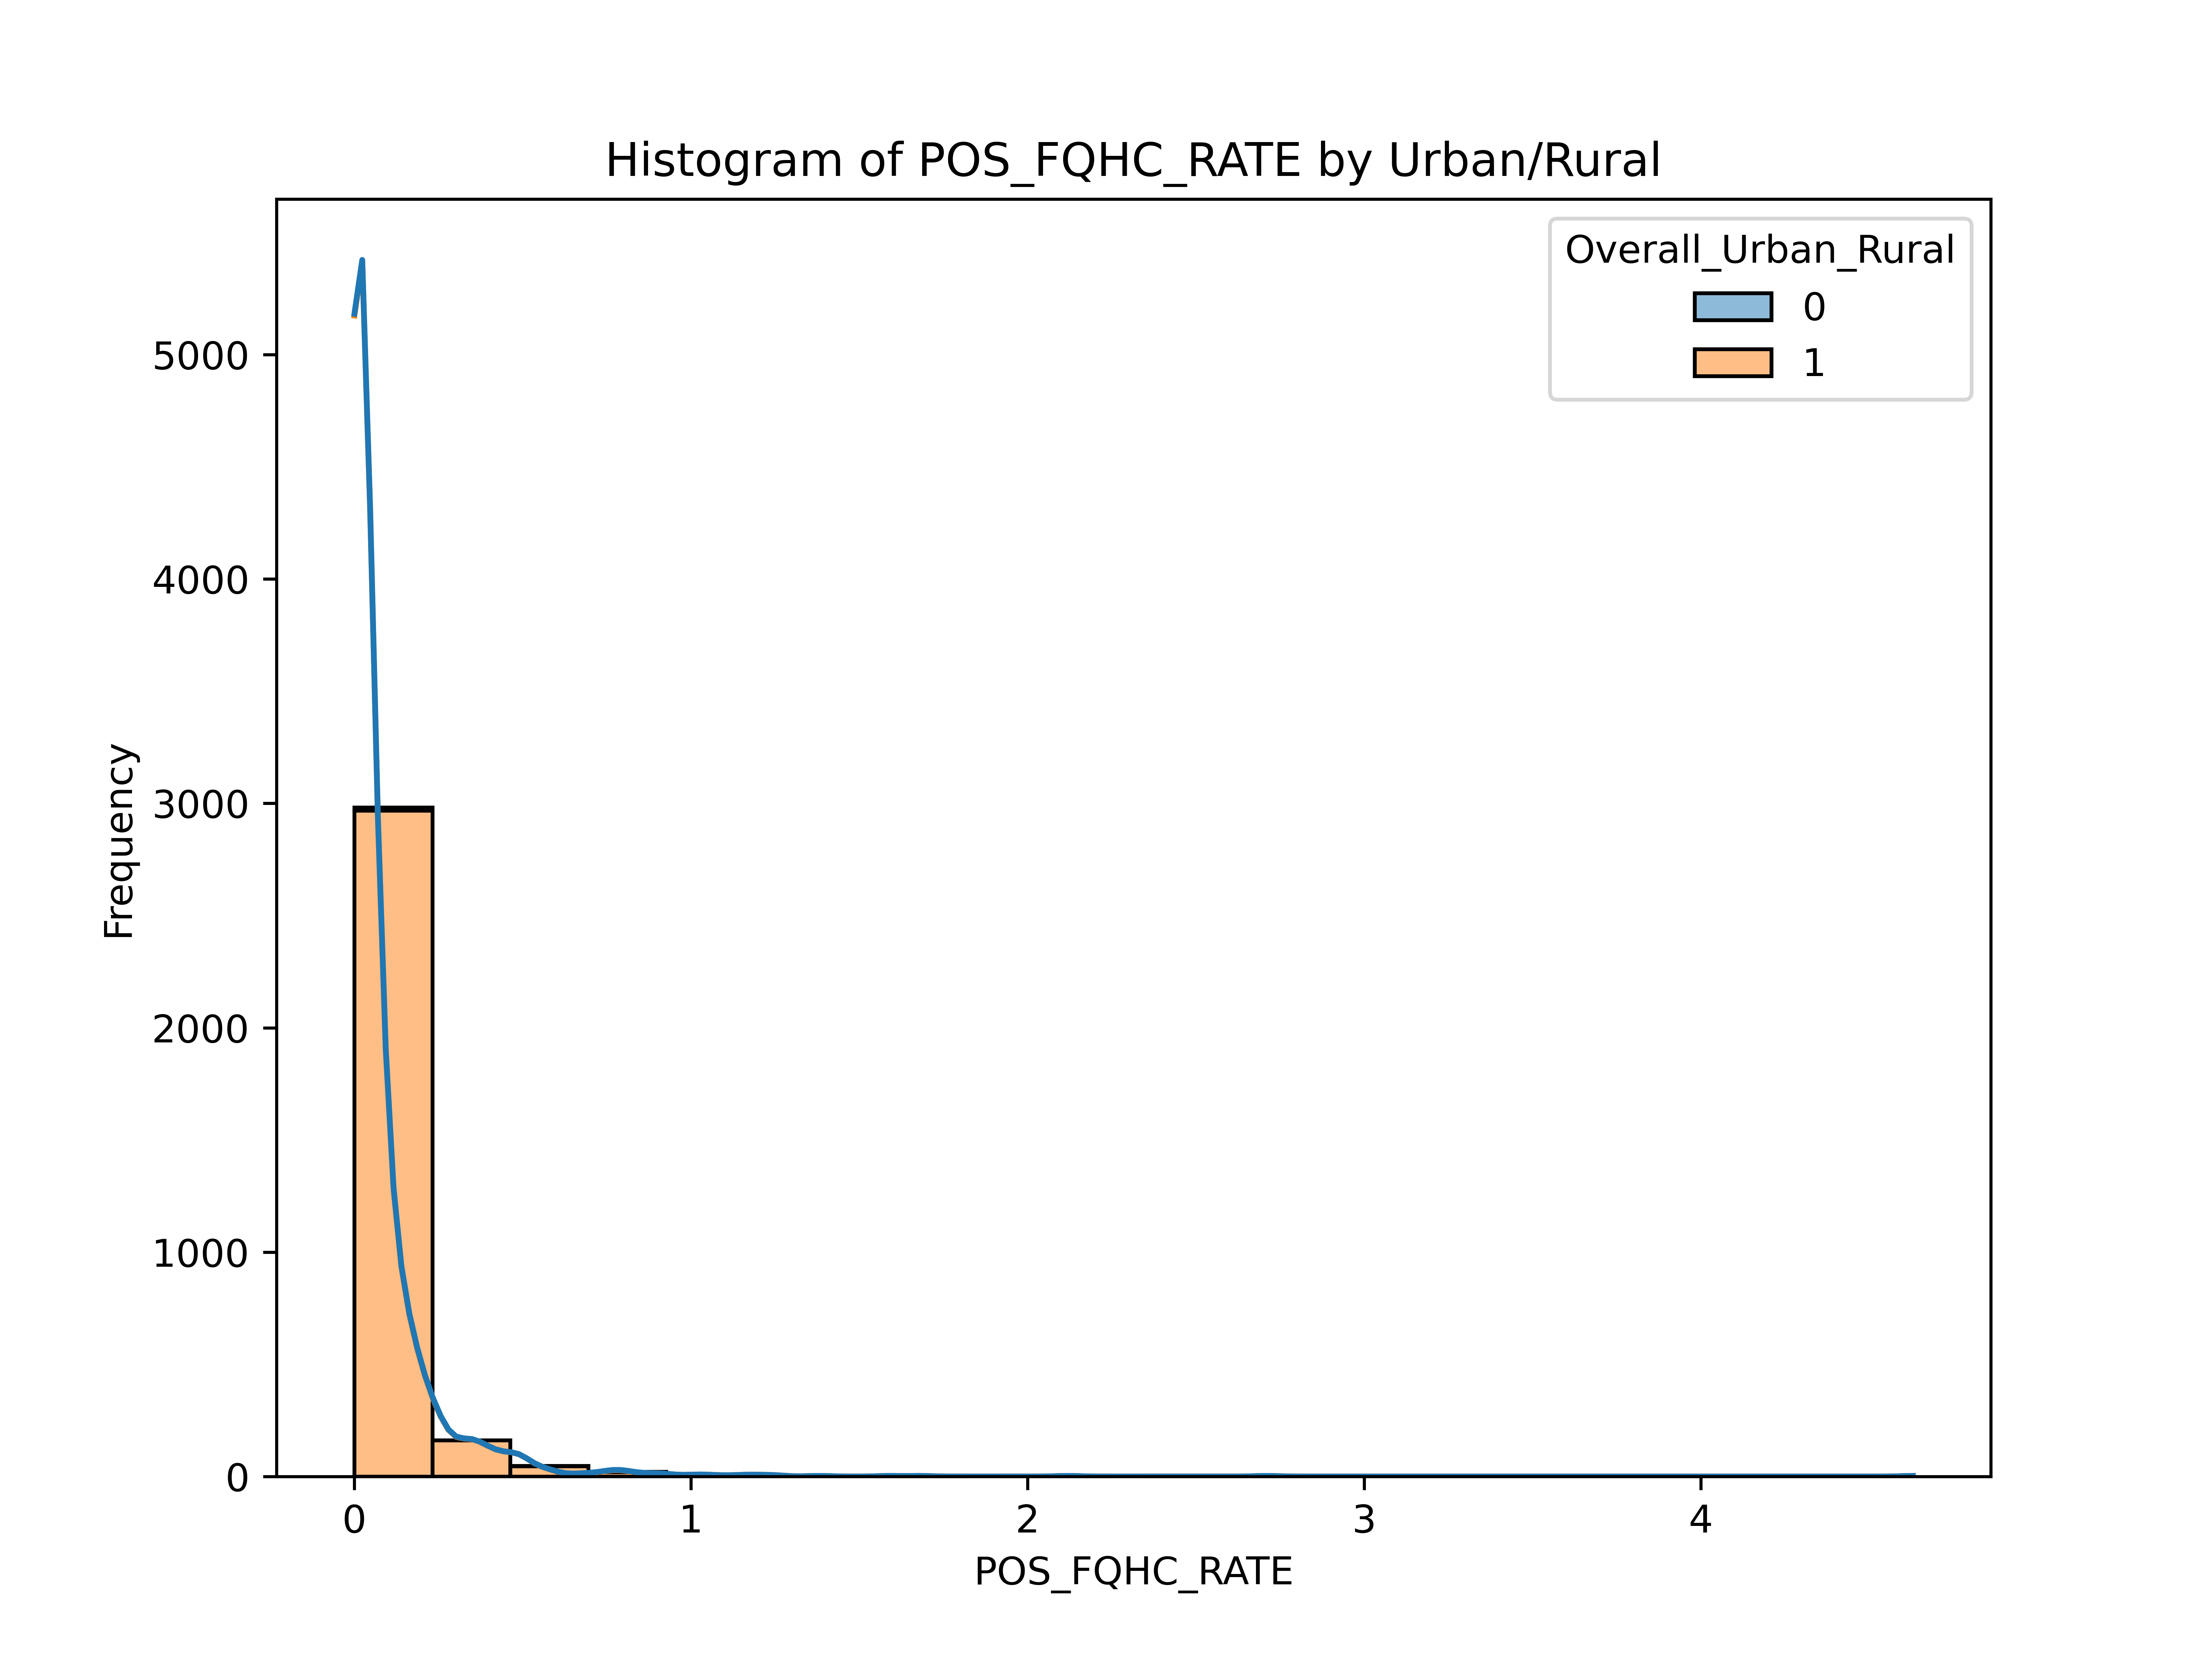 Histogram of POS_FQHC_RATE by Urban/Rural
Overall_Urban_Rural
0
1
5000
4000
3000
2000
1000
0
Frequency
0 1 2 3 4
POS_FQHC_RATE